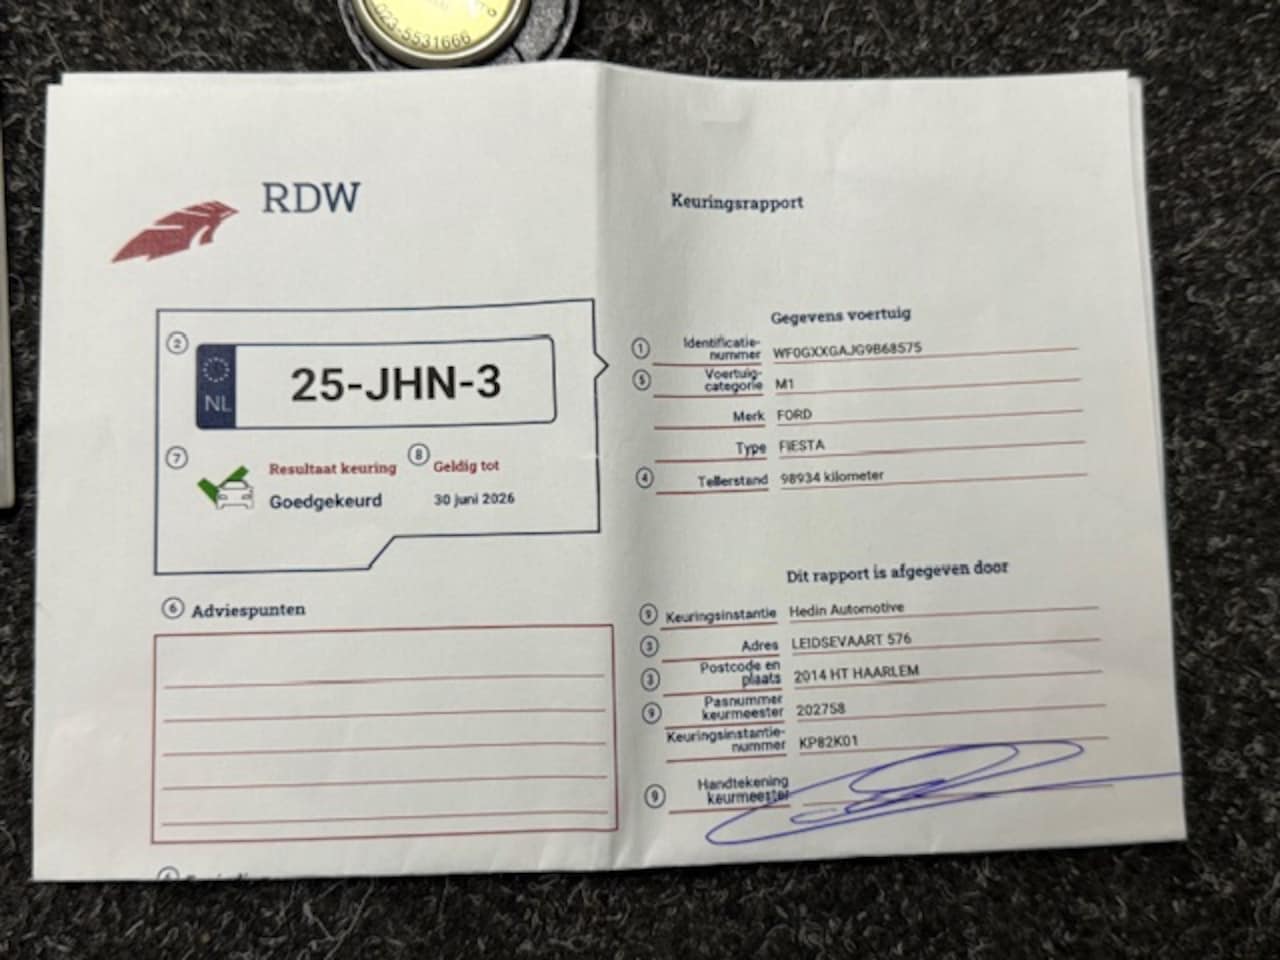 023-5531666
RDW
Keuringsrapport
2
NL
25-JHN-3
7
Resultaat keuring
Goedgekeurd
8
Geldig tot
30 juni 2026
6 Adviespunten
Gegevens voertuig
1 Identificatie-
nummer WF0GXXGAJG9B68575
5 Voertuig-
categorie M1
Merk FORD
Type FIESTA
4 Tellerstand 98934 kilometer
Dit rapport is afgegeven door
9 Keuringsinstantie Hedin Automotive
3 Adres LEIDSEVAART 576
3 Postcode en
plaats 2014 HT HAARLEM
9 Pasnummer
keurmeester 202758
Keuringsinstantie-
nummer KP82K01
9 Handtekening
keurmeester